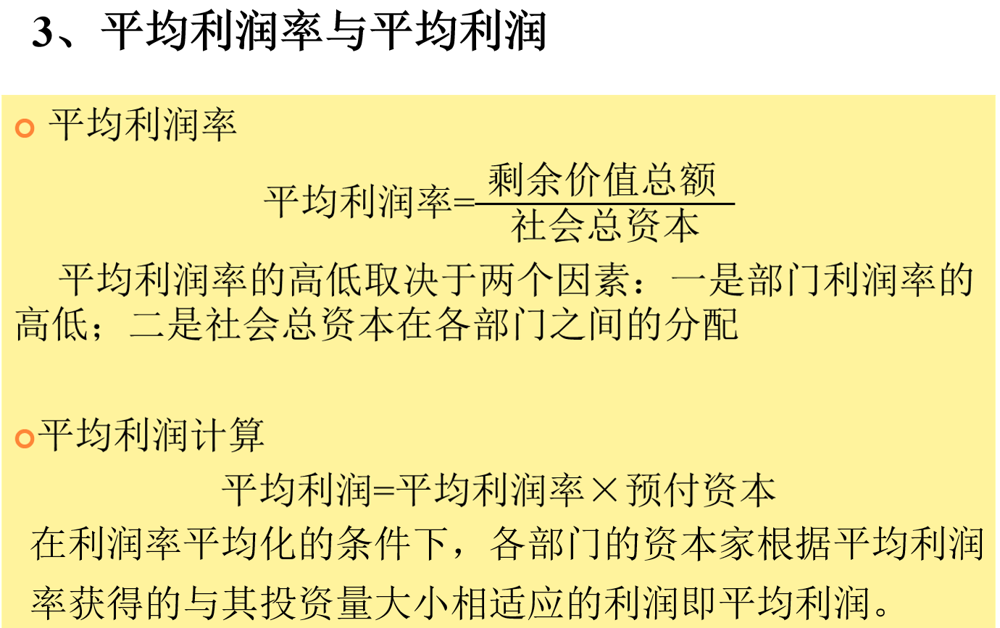 3、平均利润率与平均利润
平均利润率
平均利润率=剩余价值总额/社会总资本
平均利润率的高低取决于两个因素：一是部门利润率的
高低；二是社会总资本在各部门之间的分配
平均利润计算
平均利润=平均利润率×预付资本
在利润率平均化的条件下，各部门的资本家根据平均利润
率获得的与其投资量大小相适应的利润即平均利润。